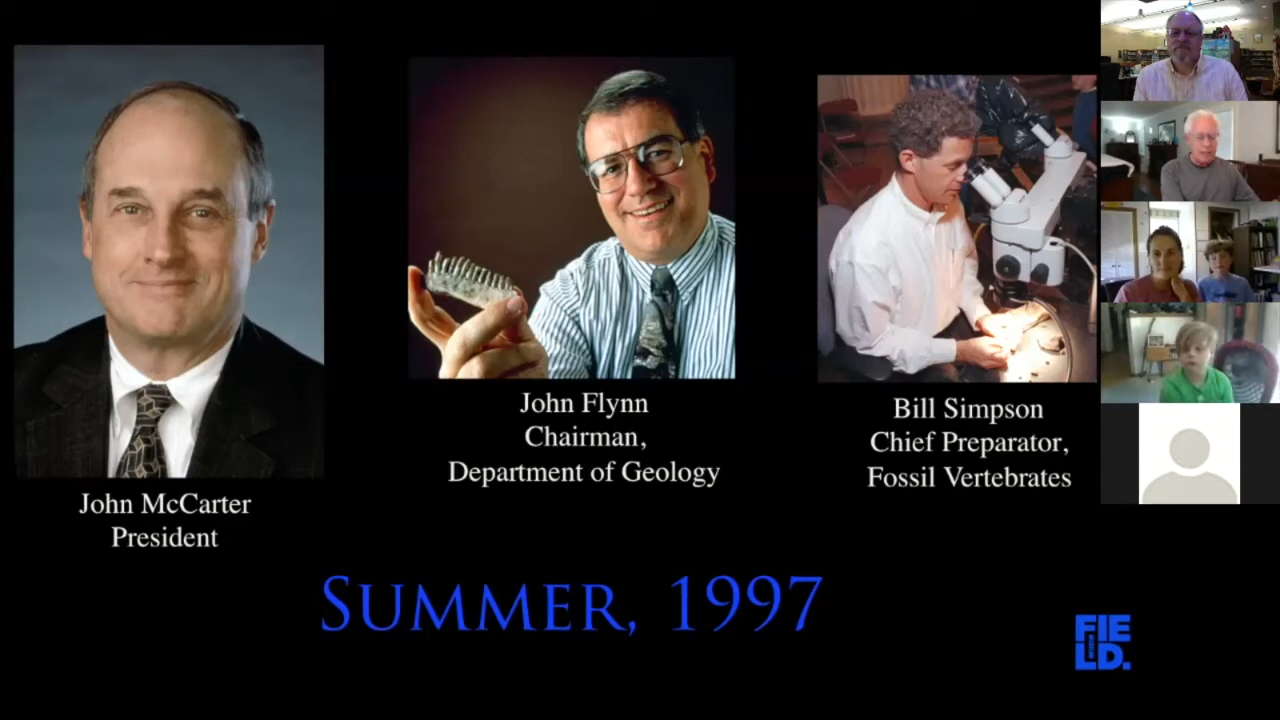 John McCarter
President
John Flynn
Chairman,
Department of Geology
Bill Simpson
Chief Preparator,
Fossil Vertebrates
SUMMER, 1997
FIE
LD.